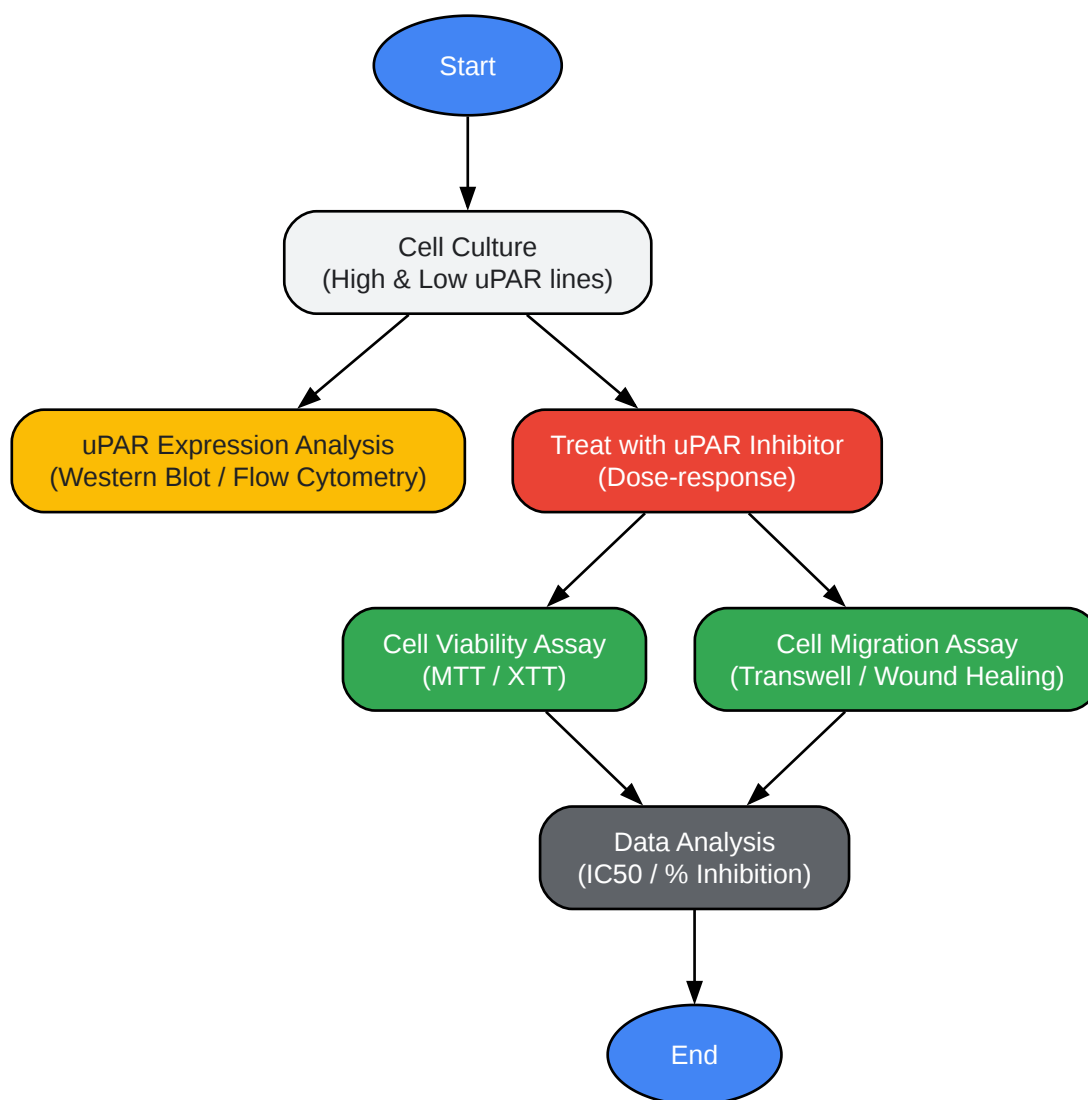 Start
Cell Culture
(High & Low uPAR lines)
uPAR Expression Analysis
(Western Blot / Flow Cytometry)
Treat with uPAR Inhibitor
(Dose-response)
Cell Viability Assay
(MTT / XTT)
Cell Migration Assay
(Transwell / Wound Healing)
Data Analysis
(IC50 / % Inhibition)
End